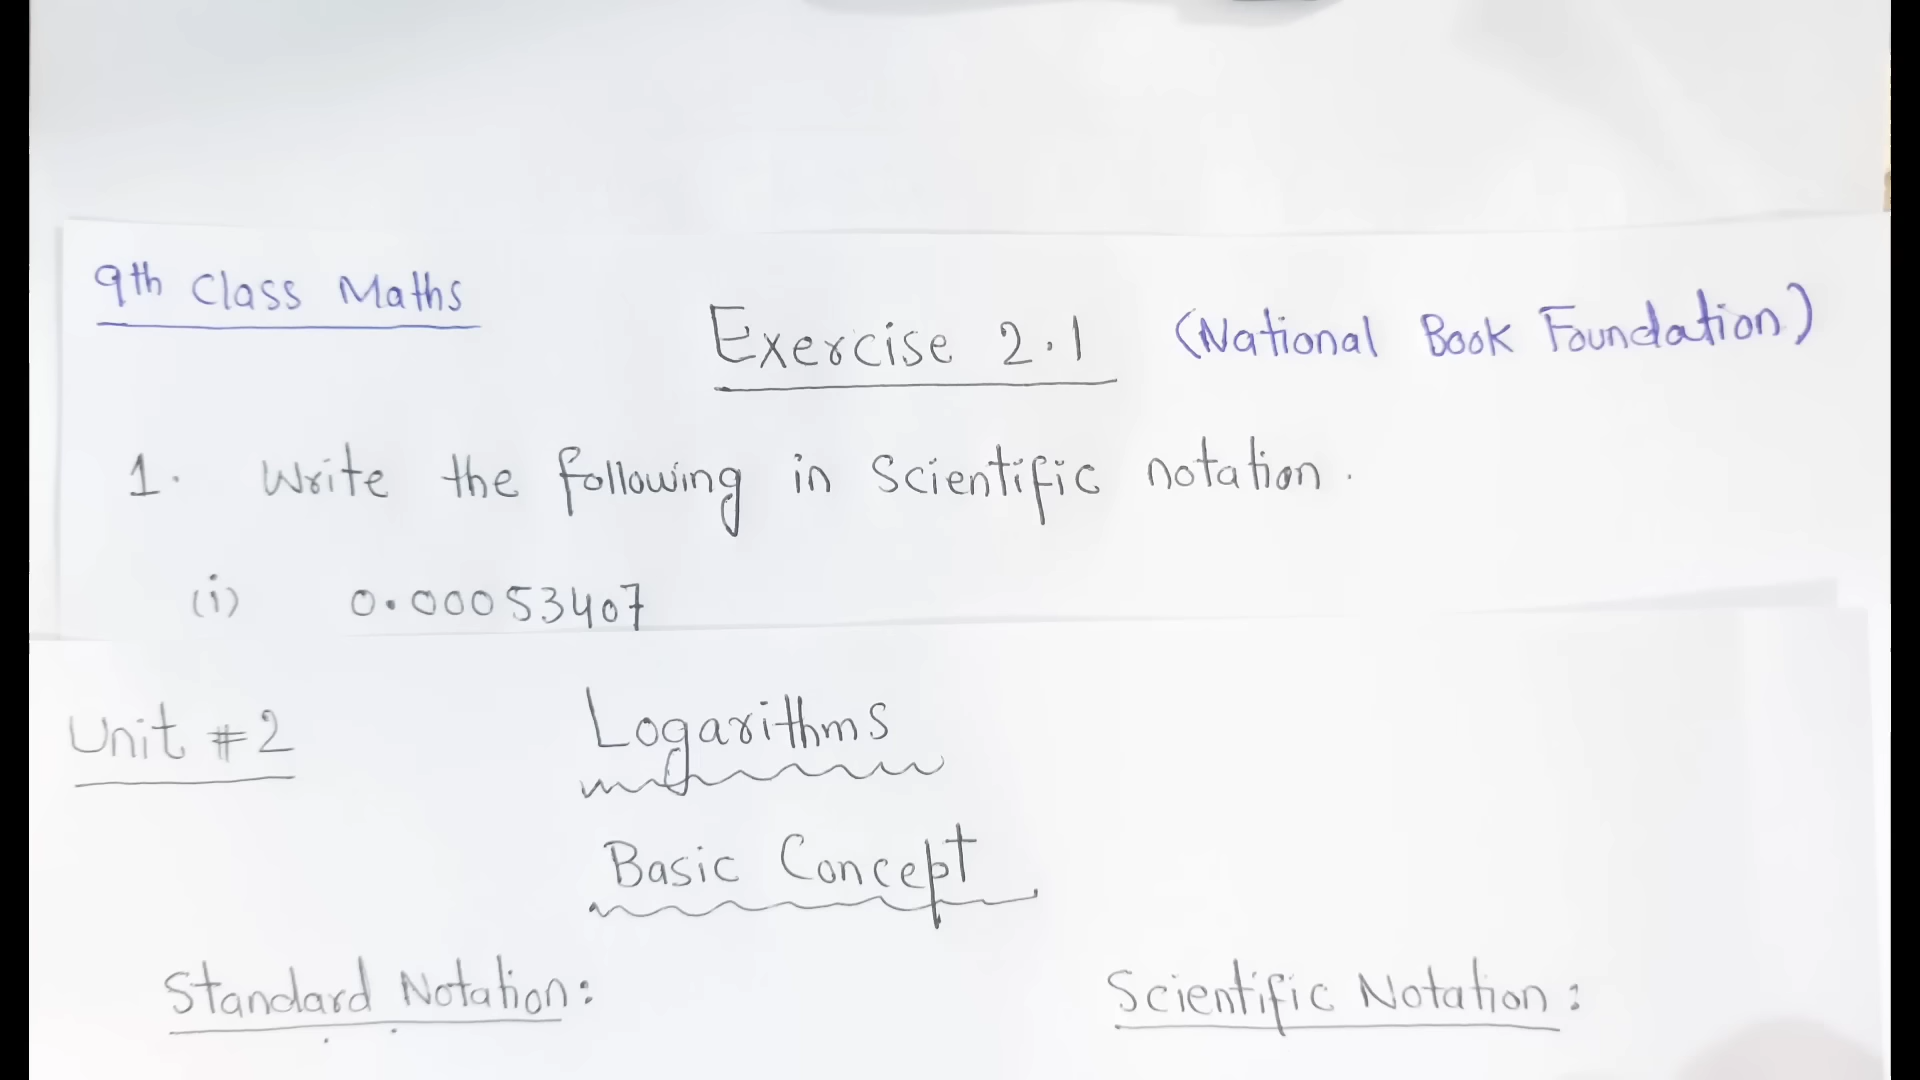 9th Class Maths
Exercise 2.1 (National Book Foundation)
1. Write the following in Scientific notation.
(i) 0.00053407
Unit #2
Logarithms
Basic Concept
Standard Notation:
Scientific Notation: